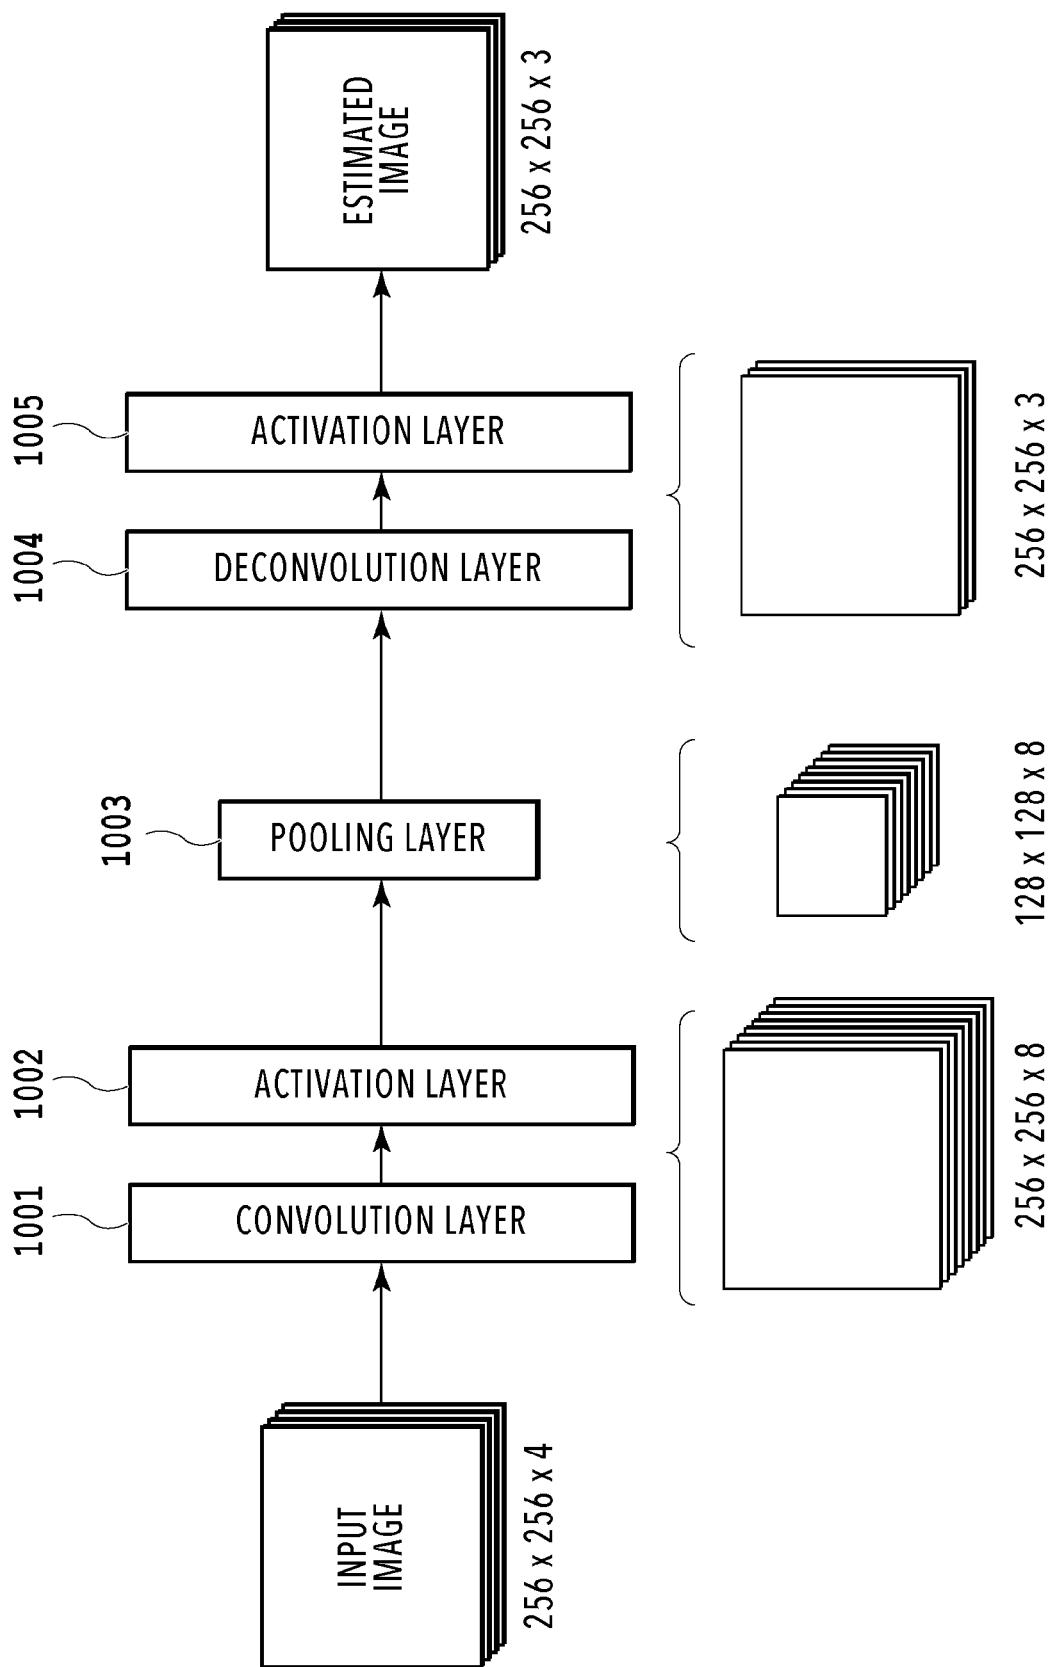 INPUT
IMAGE
256 x 256 x 4
1001
CONVOLUTION LAYER
1002
ACTIVATION LAYER
256 x 256 x 8
1003
POOLING LAYER
128 x 128 x 8
1004
DECONVOLUTION LAYER
1005
ACTIVATION LAYER
256 x 256 x 3
ESTIMATED
IMAGE
256 x 256 x 3